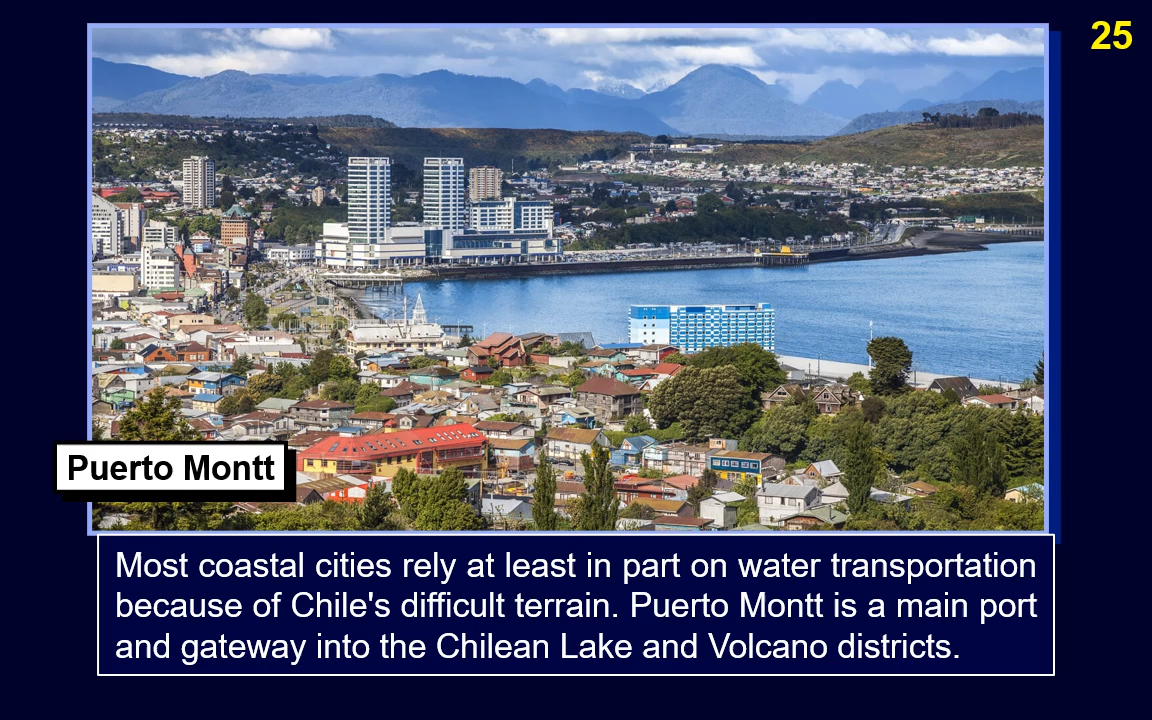 25
Puerto Montt
Most coastal cities rely at least in part on water transportation
because of Chile's difficult terrain. Puerto Montt is a main port
and gateway into the Chilean Lake and Volcano districts.